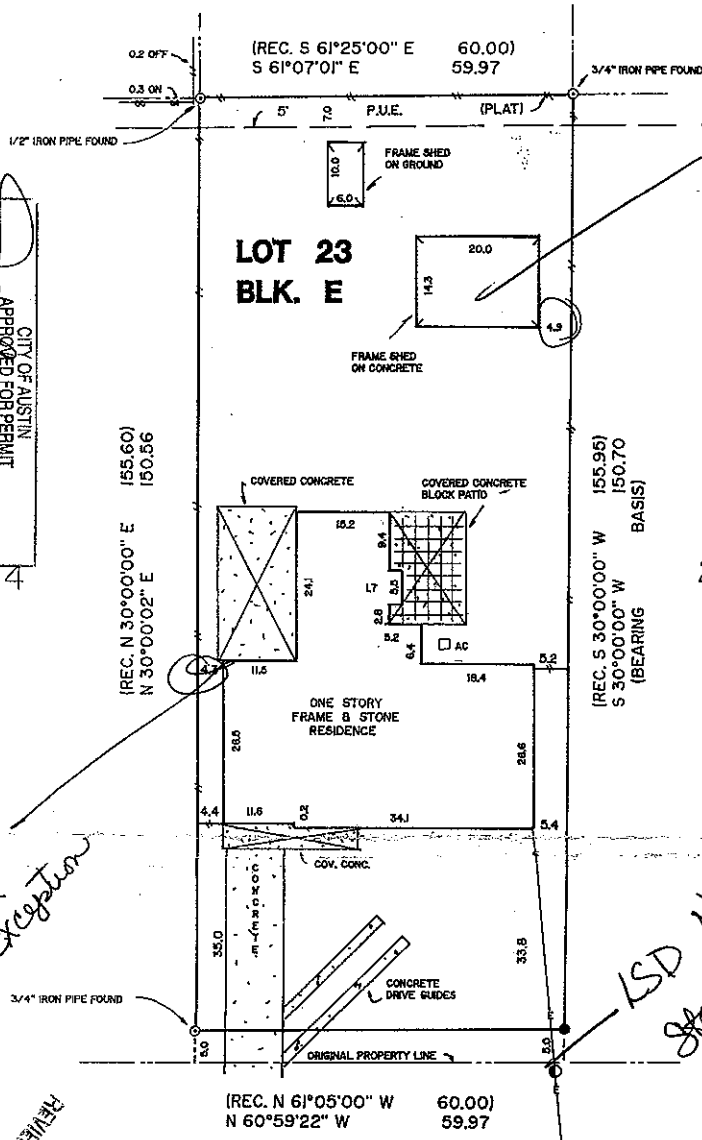 (REC. S 61°25'00" E 60.00)
S 61°07'01" E 59.97
0.2 OFF
0.3 ON
3/4" IRON PIPE FOUND
1/2" IRON PIPE FOUND
5' P.U.E. (PLAT)
7.0
FRAME SHED
ON GROUND
10.0
6.0
LOT 23
BLK. E
20.0
14.3
4.9
FRAME SHED
ON CONCRETE
CITY OF AUSTIN
APPROVED FOR PERMIT
4
(REC. N 30°00'00" E 155.60)
N 30°00'02" E 150.56
(REC. S 30°00'00" W 155.95)
S 30°00'00" W 150.70
(BEARING BASIS)
COVERED CONCRETE
COVERED CONCRETE
BLOCK PATIO
15.2
9.4
24.1
5.5
2.8
5.2
6.4
AC
5.2
11.5
18.4
ONE STORY
FRAME & STONE
RESIDENCE
26.5
26.6
4.4
11.6
0.2
34.1
5.4
COV. CONC.
CONCRETE
35.0
33.8
Exception
3/4" IRON PIPE FOUND
CONCRETE
DRIVE GUIDES
LSD
5.0
ORIGINAL PROPERTY LINE
5.0
E
E
(REC. N 61°05'00" W 60.00)
N 60°59'22" W 59.97